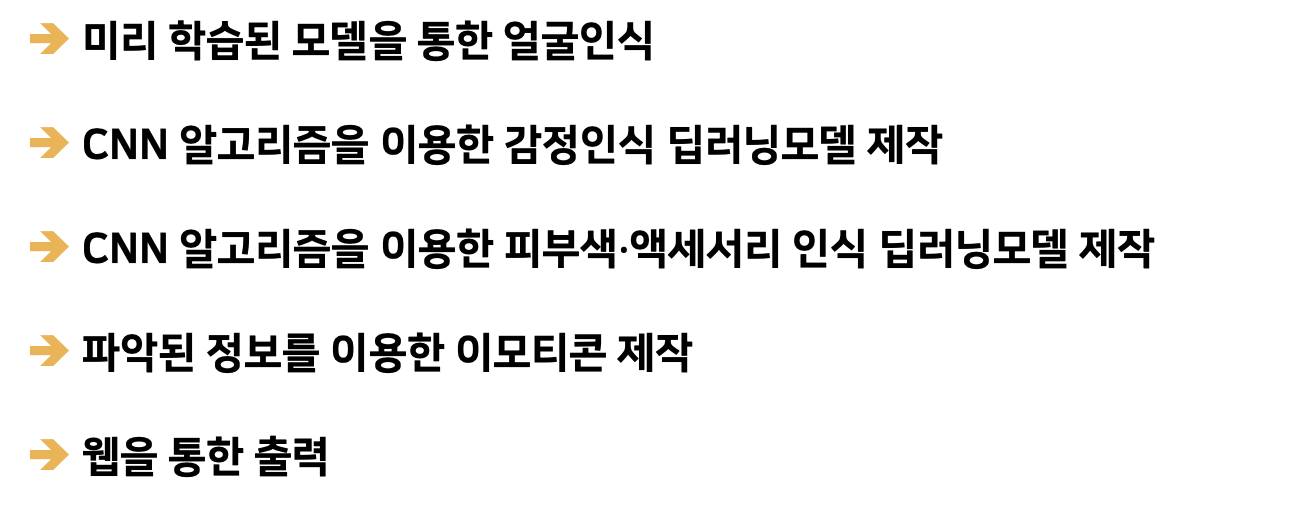 ➔ 미리 학습된 모델을 통한 얼굴인식
➔ CNN 알고리즘을 이용한 감정인식 딥러닝모델 제작
➔ CNN 알고리즘을 이용한 피부색·액세서리 인식 딥러닝모델 제작
➔ 파악된 정보를 이용한 이모티콘 제작
➔ 웹을 통한 출력